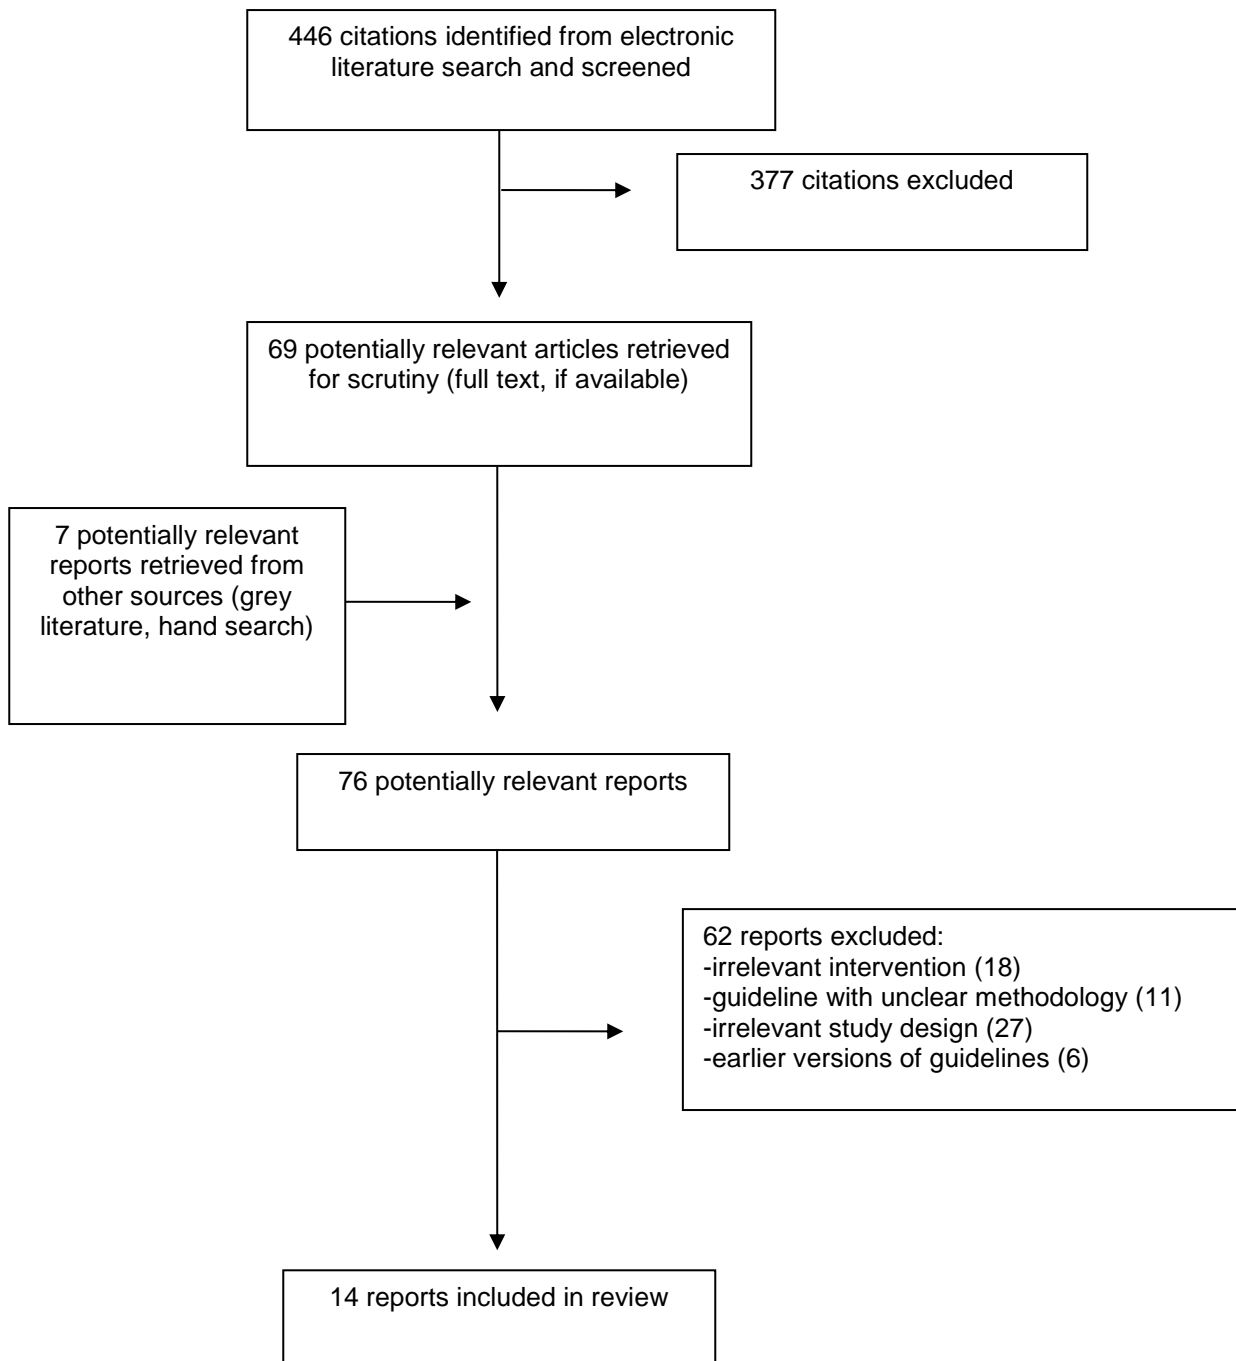 446 citations identified from electronic
literature search and screened
377 citations excluded
69 potentially relevant articles retrieved
for scrutiny (full text, if available)
7 potentially relevant
reports retrieved from
other sources (grey
literature, hand search)
76 potentially relevant reports
62 reports excluded:
-irrelevant intervention (18)
-guideline with unclear methodology (11)
-irrelevant study design (27)
-earlier versions of guidelines (6)
14 reports included in review